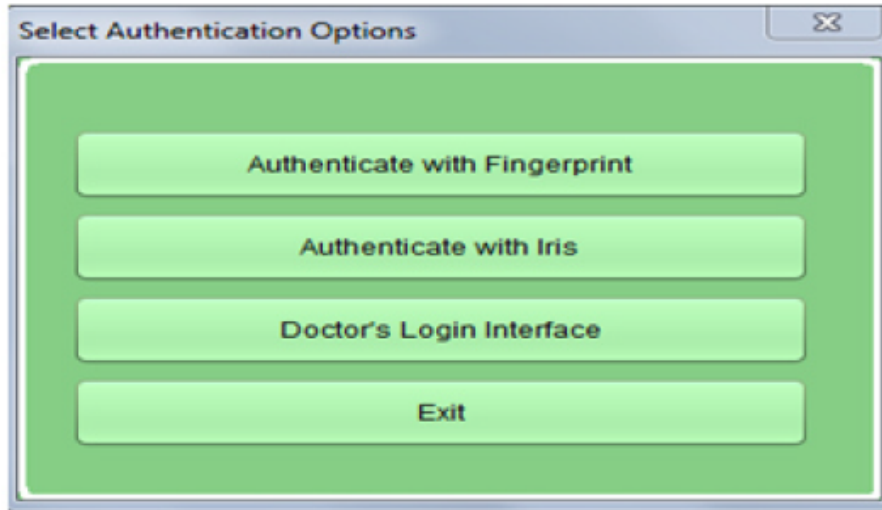 Select Authentication Options
Authenticate with Fingerprint
Authenticate with Iris
Doctor's Login Interface
Exit